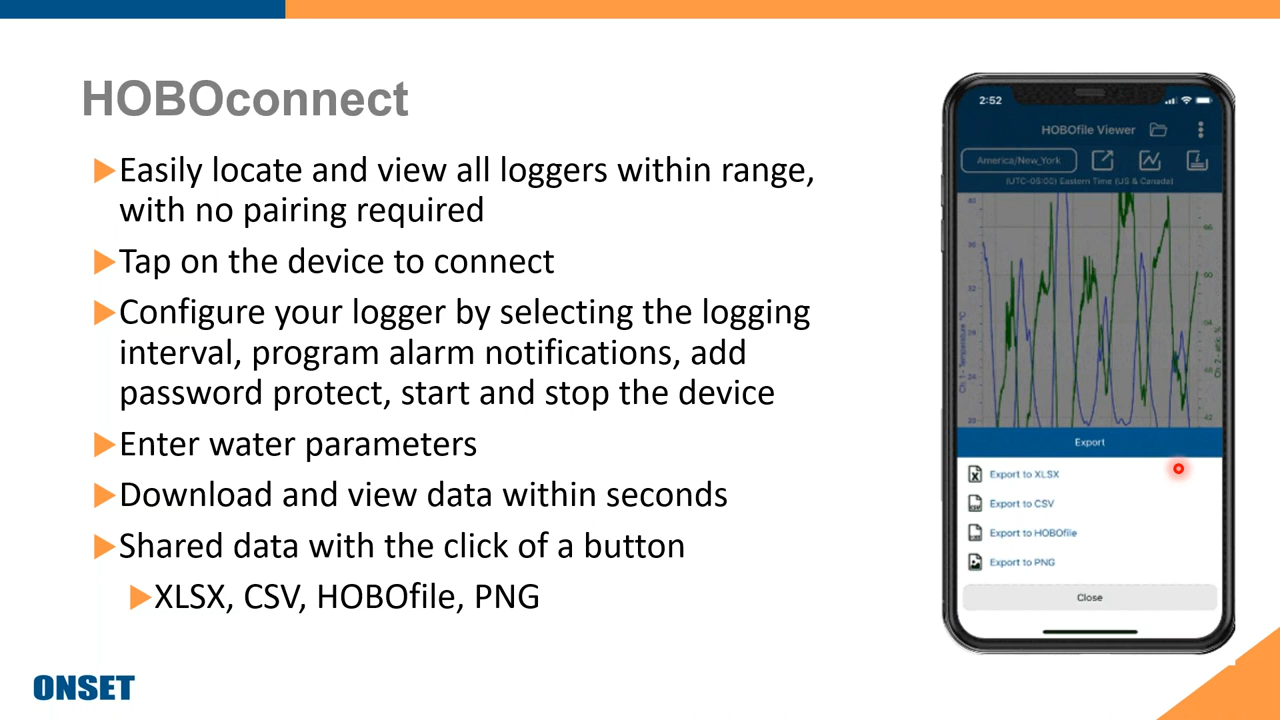 HOBOconnect
Easily locate and view all loggers within range,
with no pairing required
Tap on the device to connect
Configure your logger by selecting the logging
interval, program alarm notifications, add
password protect, start and stop the device
Enter water parameters
Download and view data within seconds
Shared data with the click of a button
XLSX, CSV, HOBOfile, PNG
ONSET
2:52
HOBOfile Viewer
America/New_York
(UTC-05:00) Eastern Time (US & Canada)
Ch: 1 - Temperature °C
Export
Export to XLSX
Export to CSV
Export to HOBOfile
Export to PNG
Close